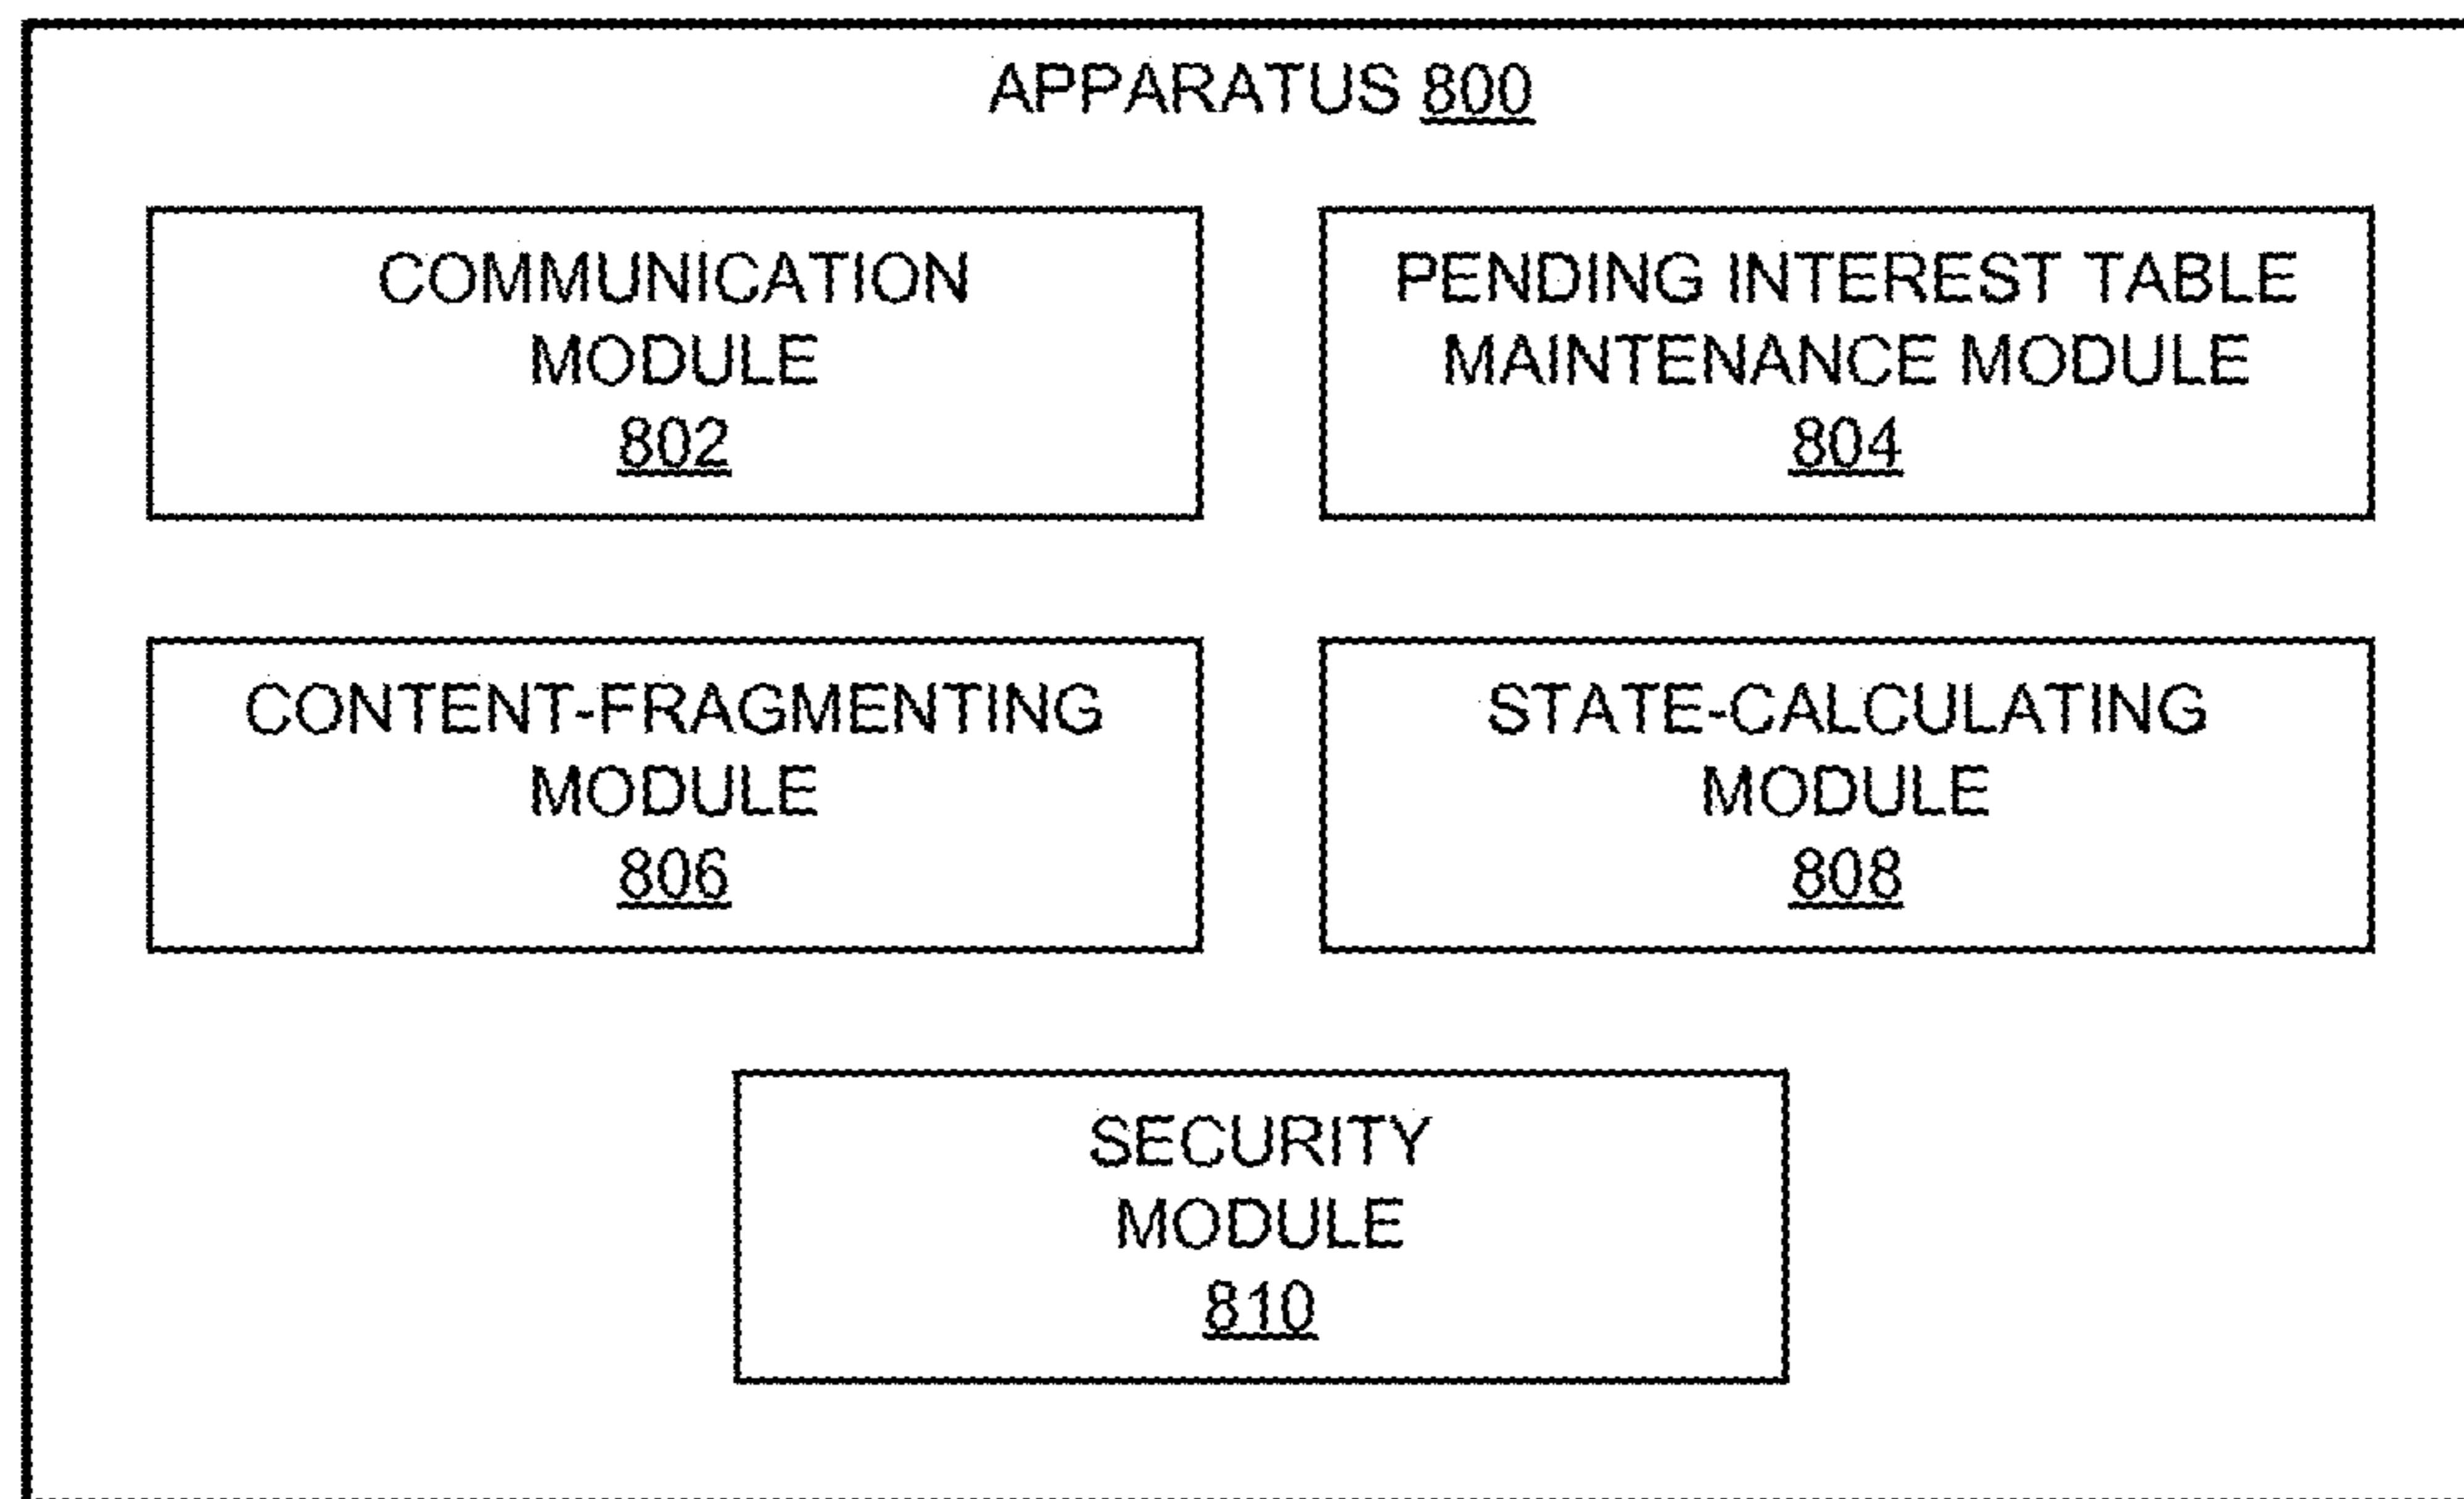 APPARATUS 800
COMMUNICATION
MODULE
802
PENDING INTEREST TABLE
MAINTENANCE MODULE
804
CONTENT-FRAGMENTING
MODULE
806
STATE-CALCULATING
MODULE
808
SECURITY
MODULE
810